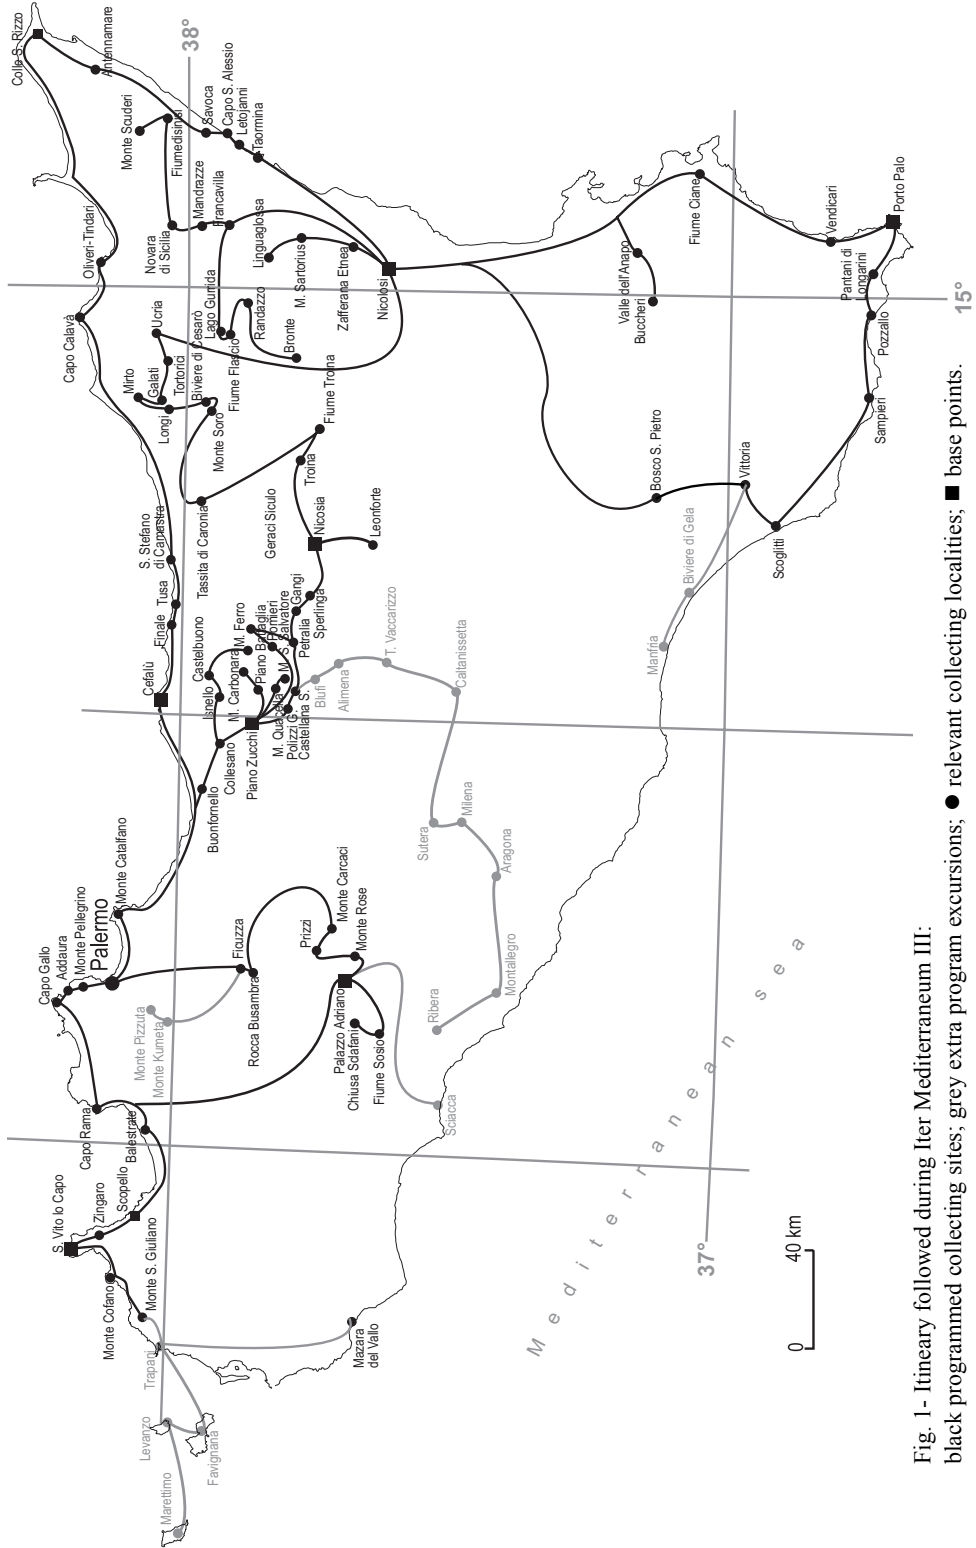 Marettimo
Levanzo
Favignana
Trapani
Monte Cofano
Monte S. Giuliano
S. Vito lo Capo
Zingaro
Scopello
Mazara
del Vallo
Balestrate
Capo Rama
Sciacca
Monte Pizzuta
Monte Kumeta
Capo Gallo
Addaura
Monte Pellegrino
Palermo
Monte Catalfano
Rocca Busambra
Ficuzza
Prizzi
Monte Carcaci
Monte Rose
Palazzo Adriano
Chiusa Sclafani
Fiume Sosio
Ribera
Montallegro
Aragona
Milena
Sutera
Caltanissetta
T. Vaccarizzo
Alimena
Blufi
Buonfornello
Collesano
Piano Zucchi
Isnello
Castelbuono
M. Carbonara
M. Ferro
Piano Battaglia
Pomieri
M. S. Salvatore
M. Quacella
Polizzi G.
Castellana S.
Petralia
Gangi
Sperlinga
Cefalù
Finale
Tusa
S. Stefano
di Camastra
Tassita di Caronia
Geraci Siculo
Nicosia
Leonforte
Troina
Fiume Troina
Monte Soro
Biviere di Cesarò
Longi
Mirto
Galati
Tortorici
Ucria
Capo Calavà
Oliveri-Tindari
Colle S. Rizzo
Antennamare
Monte Scuderi
Fiumedinisi
Savoca
Capo S. Alessio
Letojanni
Taormina
Novara
di Sicilia
Mandrazze
Francavilla
Lago Gurrida
Fiume Flascio
Randazzo
Bronte
Linguaglossa
M. Sartorius
Zafferana Etnea
Nicolosi
Valle dell'Anapo
Buccheri
Fiume Ciane
Vendicari
Porto Palo
Pantani di
Longarini
Pozzallo
Sampieri
Scoglitti
Vittoria
Bosco S. Pietro
Biviere di Gela
Manfria
38°
37°
15°
Mediterranean sea
0 40 km
Fig. 1- Itineary followed during Iter Mediterraneum III:
black programmed collecting sites; grey extra program excursions; ● relevant collecting localities; ■ base points.